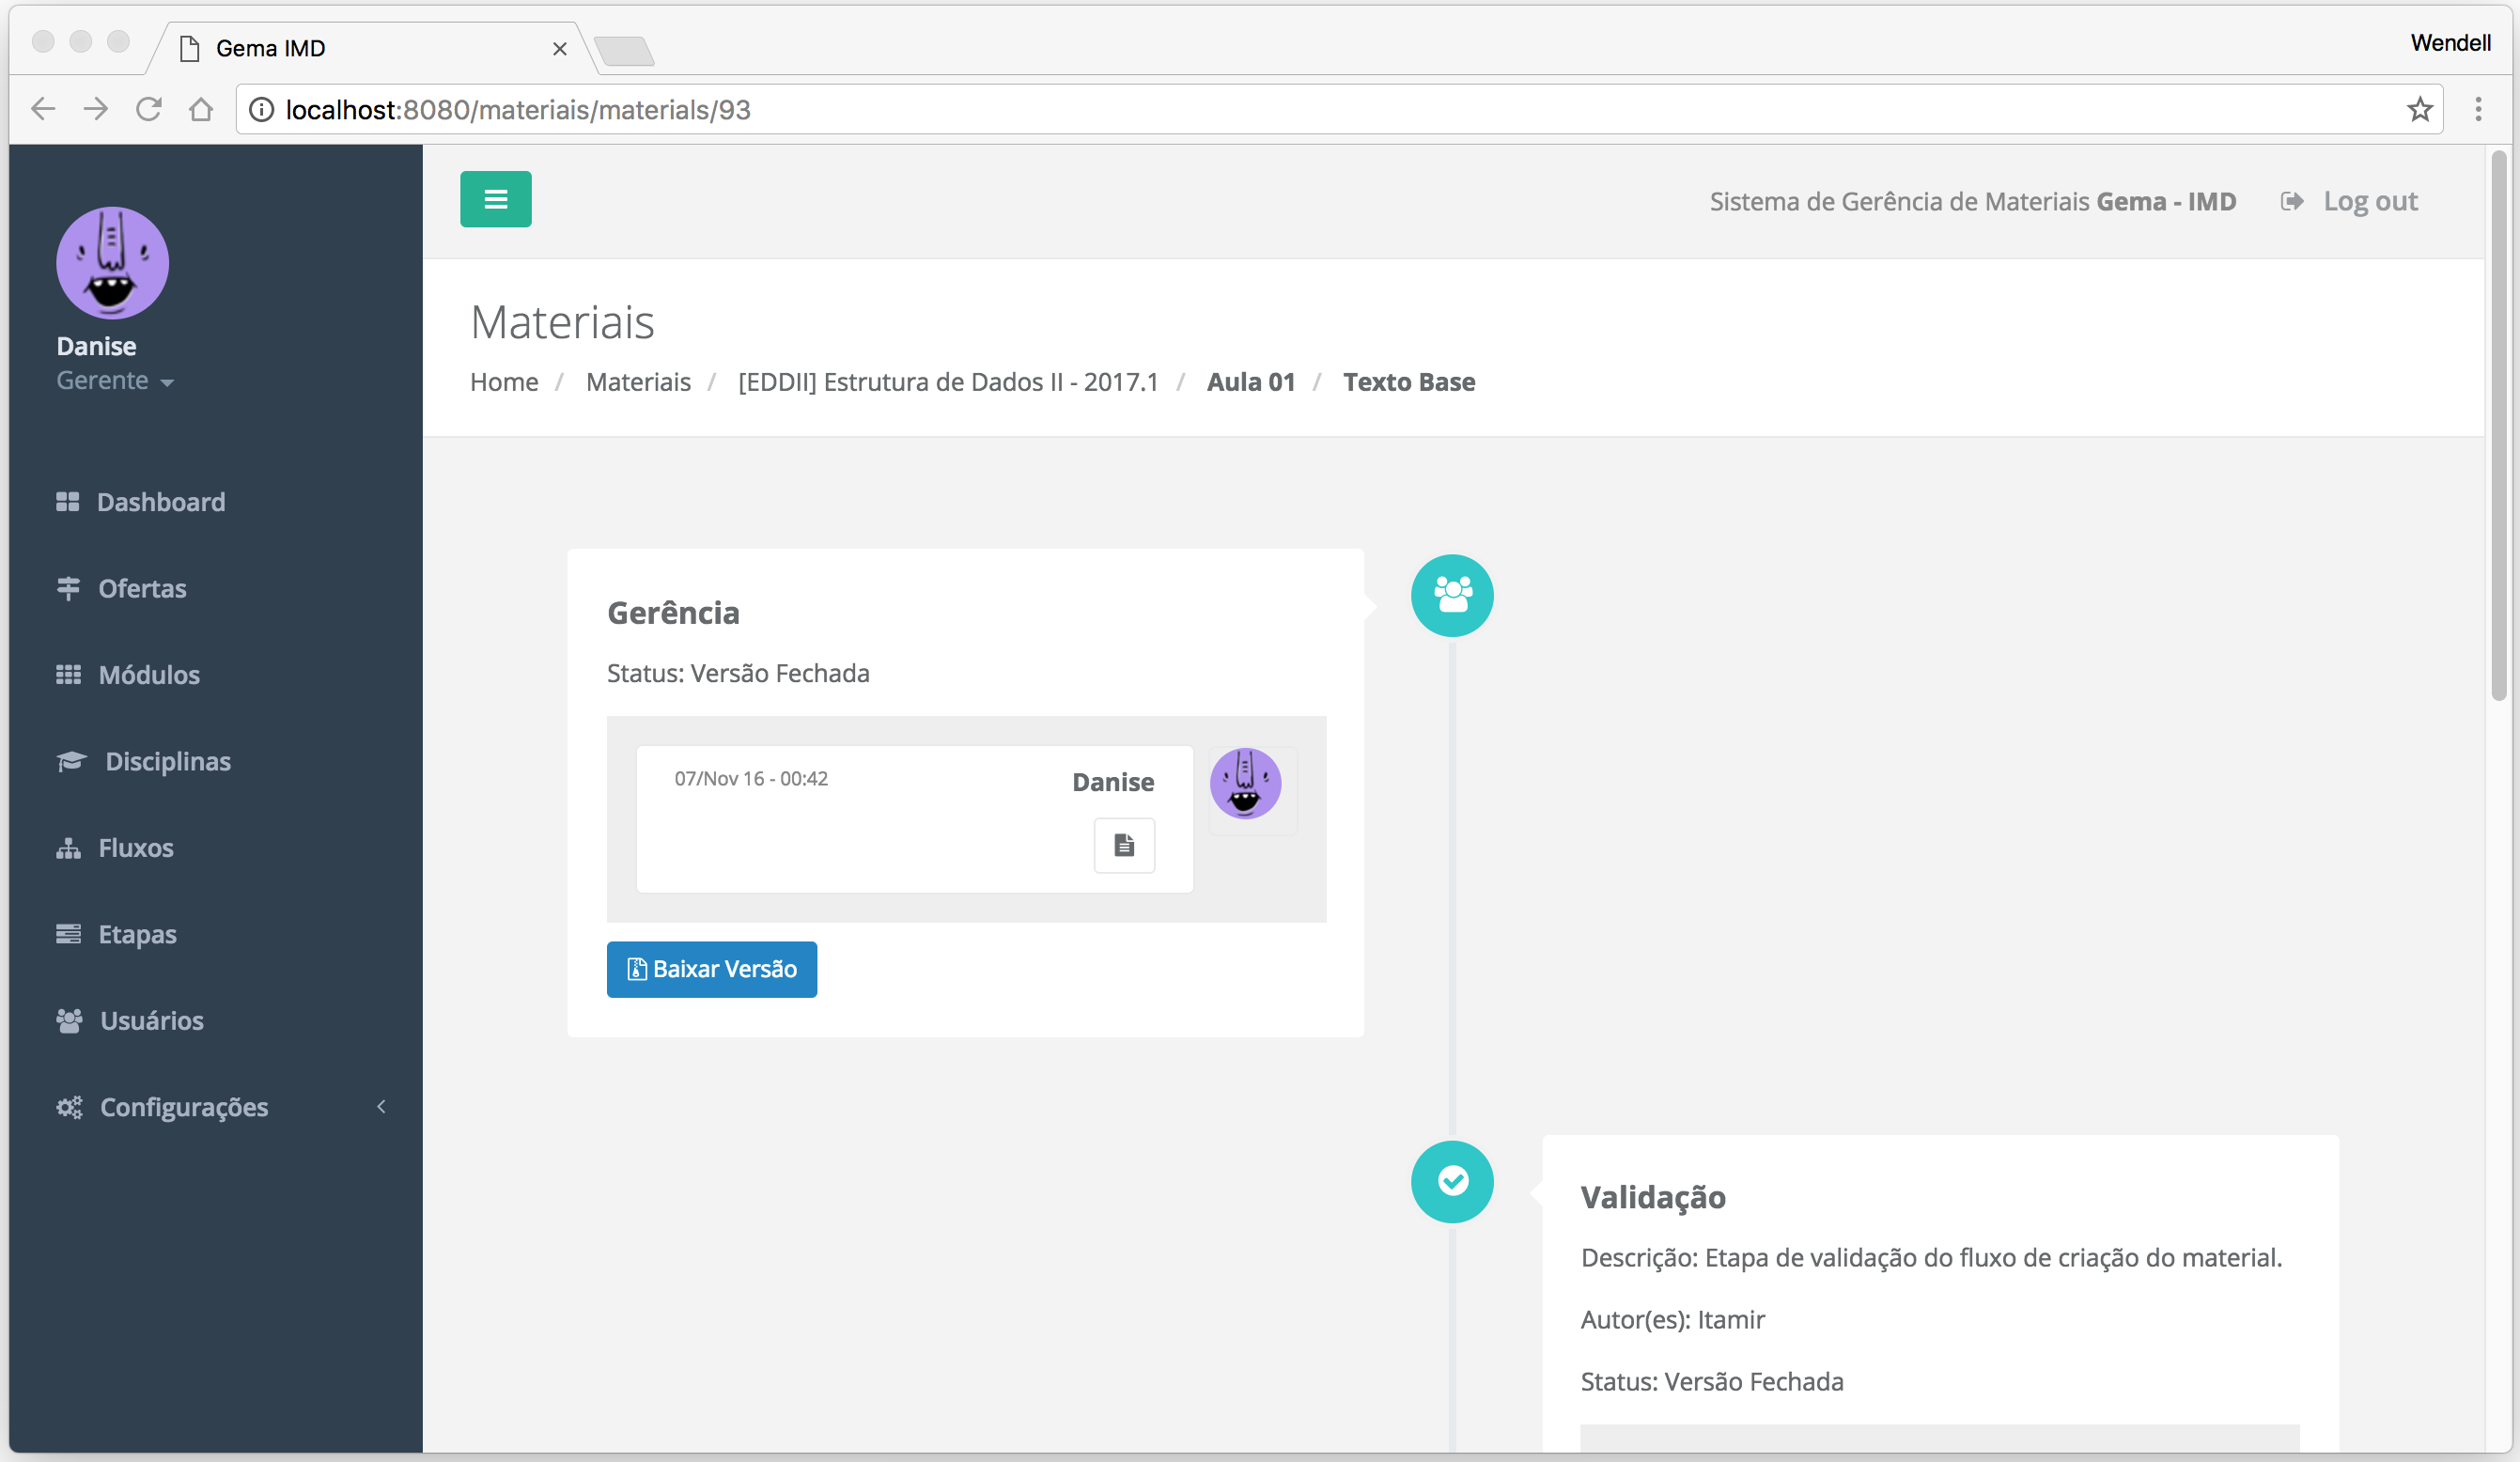 Gema IMD
Wendell
localhost:8080/materiais/materials/93
Sistema de Gerência de Materiais Gema - IMD
Log out
Danise
Gerente
Dashboard
Ofertas
Módulos
Disciplinas
Fluxos
Etapas
Usuários
Configurações
Materiais
Home / Materiais / [EDDII] Estrutura de Dados II - 2017.1 / Aula 01 / Texto Base
Gerência
Status: Versão Fechada
07/Nov 16 - 00:42
Danise
Baixar Versão
Validação
Descrição: Etapa de validação do fluxo de criação do material.
Autor(es): Itamir
Status: Versão Fechada